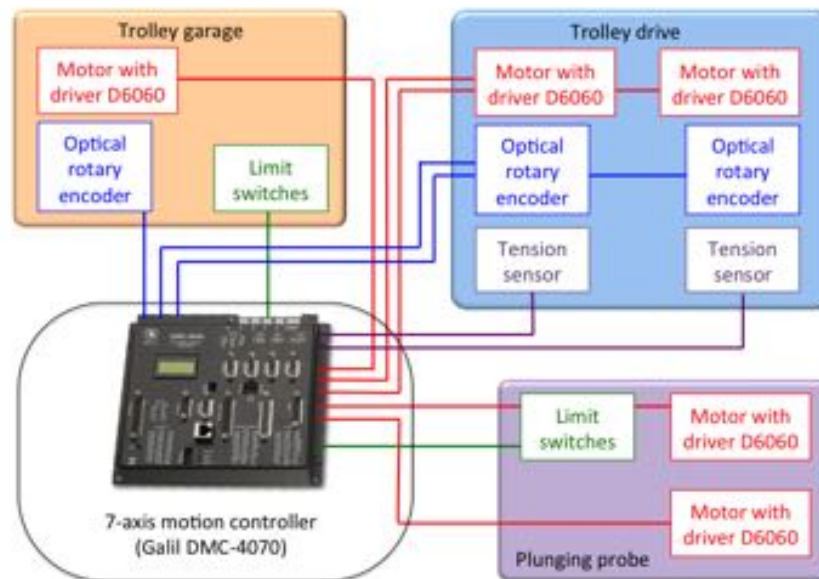 Trolley garage
Motor with
driver D6060
Optical
rotary
encoder
Limit
switches
Trolley drive
Motor with
driver D6060
Motor with
driver D6060
Optical
rotary
encoder
Optical
rotary
encoder
Tension
sensor
Tension
sensor
7-axis motion controller
(Galil DMC-4070)
Limit
switches
Motor with
driver D6060
Motor with
driver D6060
Plunging probe